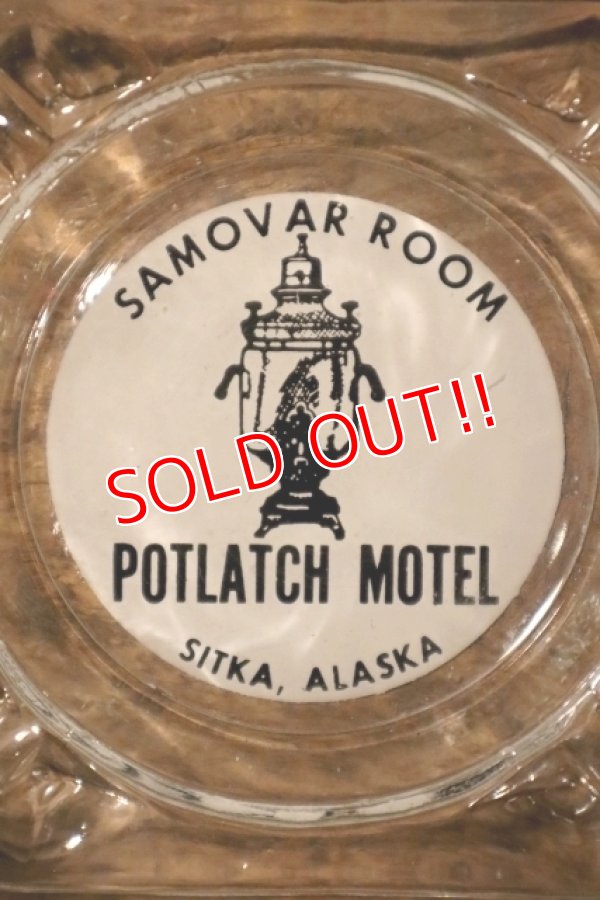 SAMOVAR ROOM
SOLD OUT!!
POTLATCH MOTEL
SITKA, ALASKA